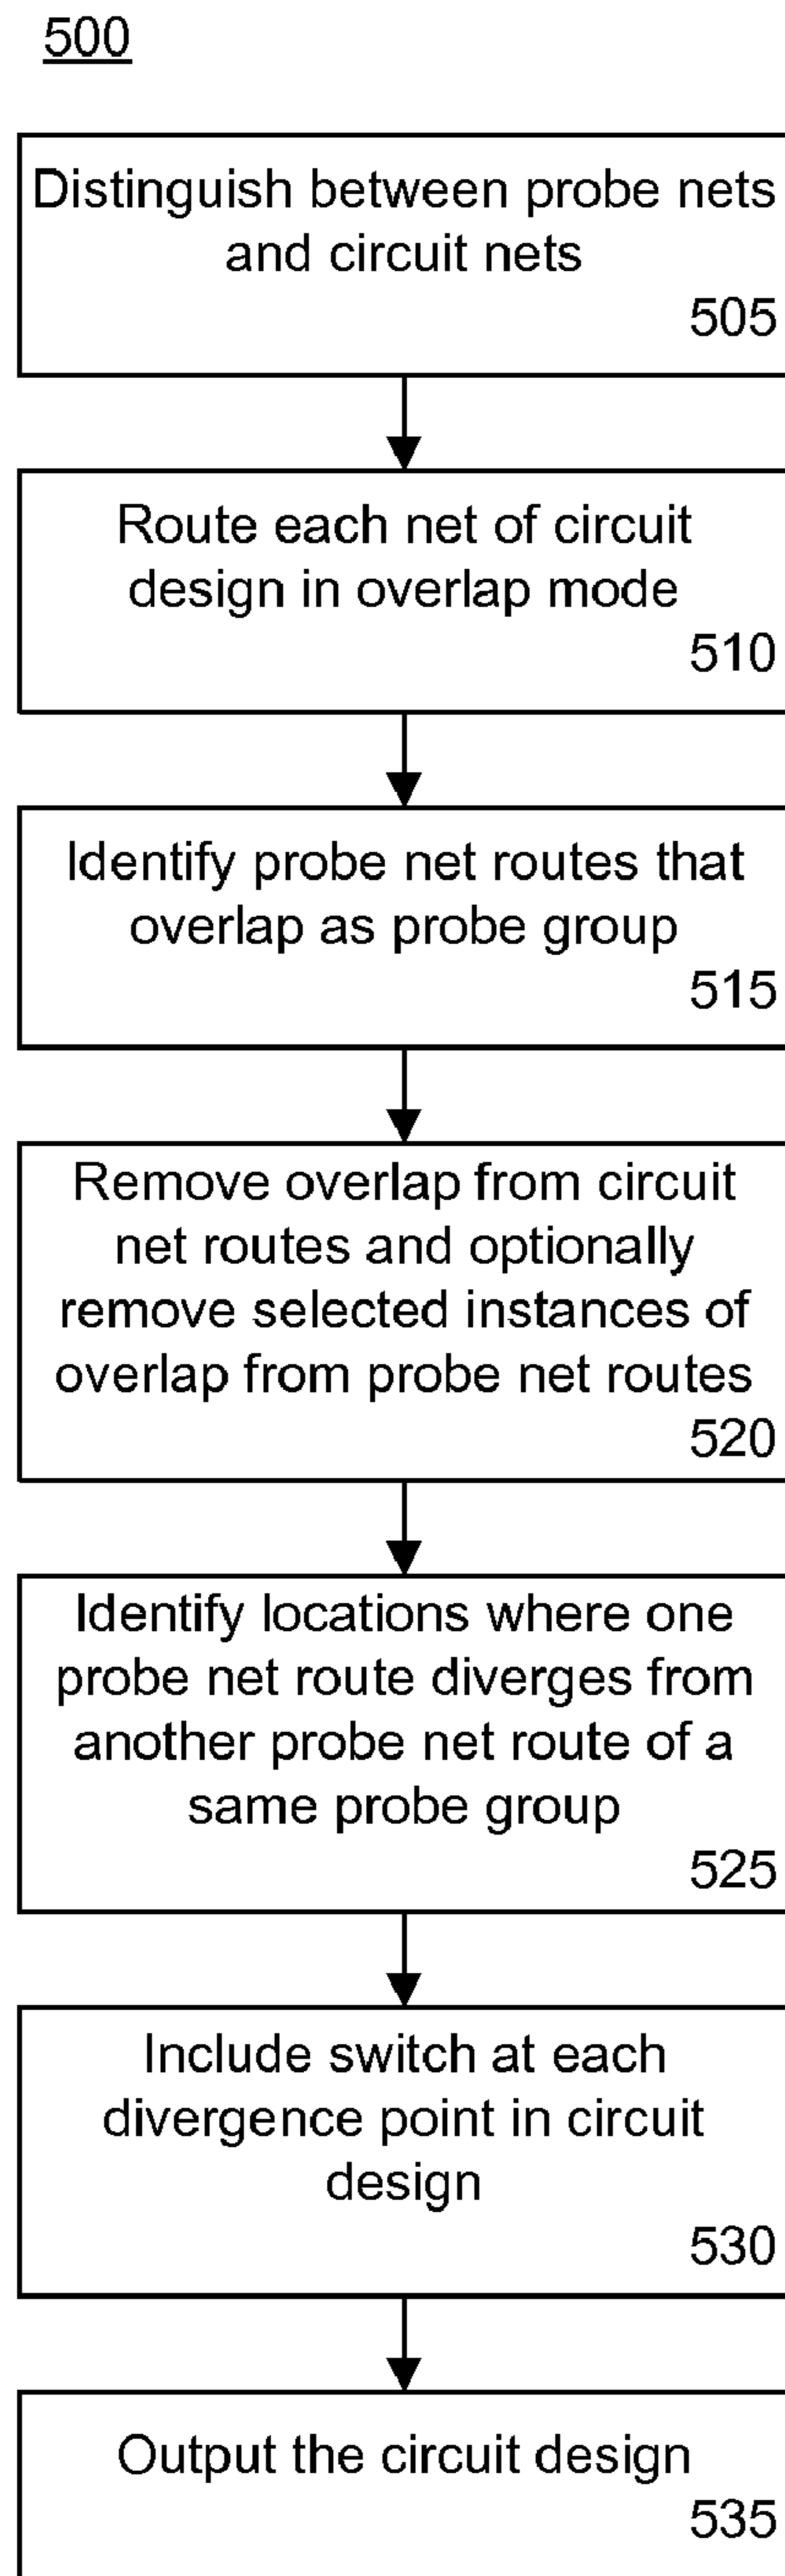 500
Distinguish between probe nets
and circuit nets
505
Route each net of circuit
design in overlap mode
510
Identify probe net routes that
overlap as probe group
515
Remove overlap from circuit
net routes and optionally
remove selected instances of
overlap from probe net routes
520
Identify locations where one
probe net route diverges from
another probe net route of a
same probe group
525
Include switch at each
divergence point in circuit
design
530
Output the circuit design
535